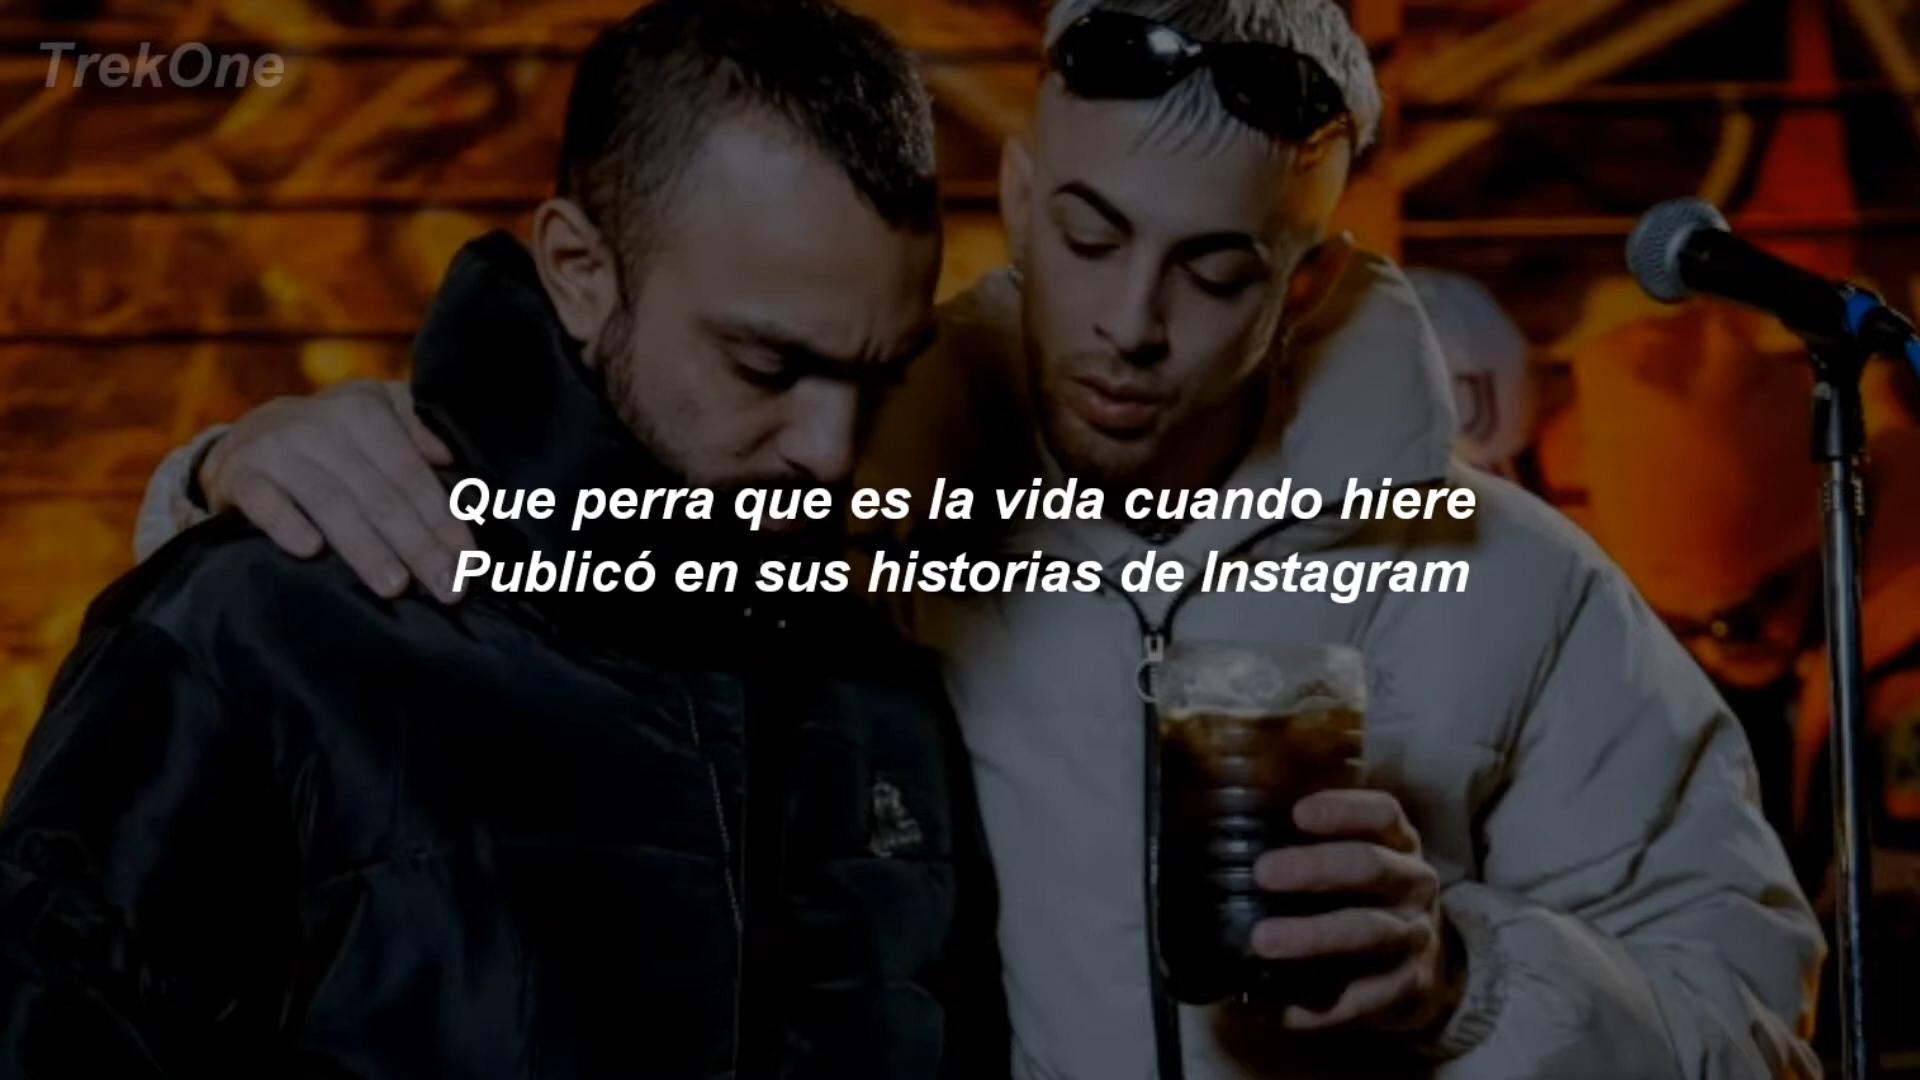 TrekOne
Que perra que es la vida cuando hiere
Publicó en sus historias de Instagram